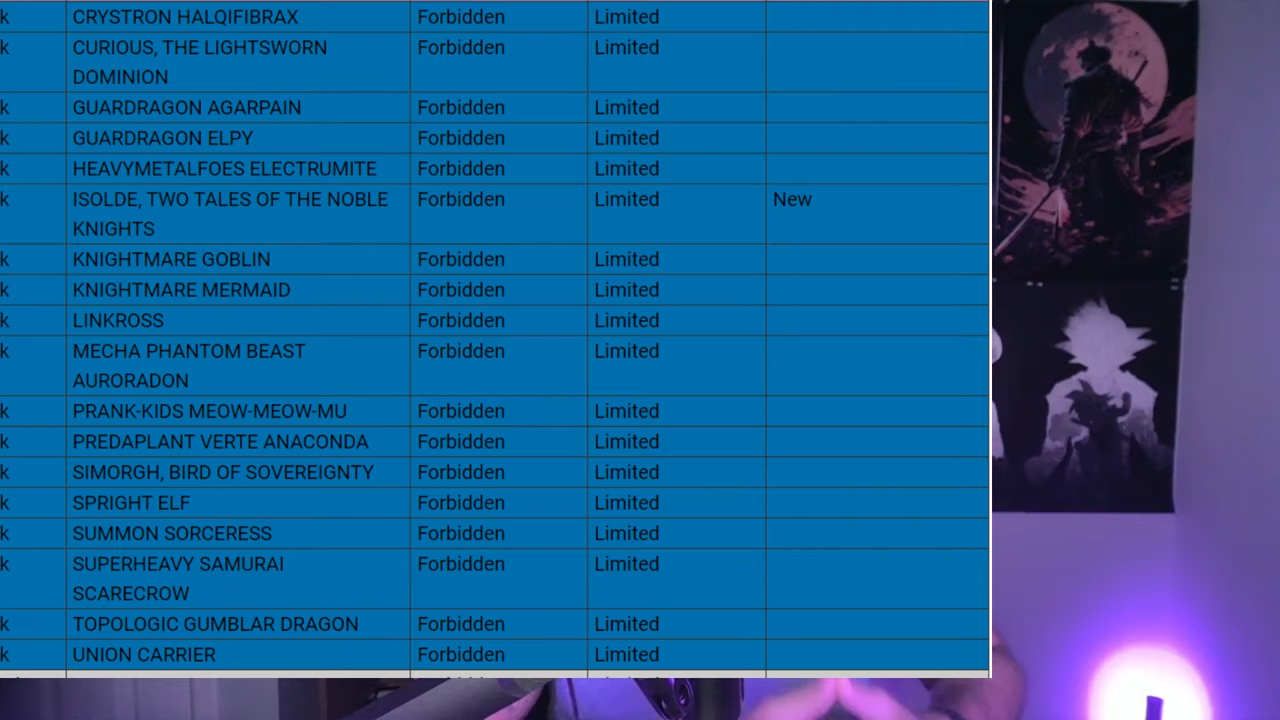 k CRYSTRON HALQIFIBRAX Forbidden Limited
k CURIOUS, THE LIGHTSWORN Forbidden Limited
DOMINION
k GUARDRAGON AGARPAIN Forbidden Limited
k GUARDRAGON ELPY Forbidden Limited
k HEAVYMETALFOES ELECTRUMITE Forbidden Limited
k ISOLDE, TWO TALES OF THE NOBLE Forbidden Limited New
KNIGHTS
k KNIGHTMARE GOBLIN Forbidden Limited
k KNIGHTMARE MERMAID Forbidden Limited
k LINKROSS Forbidden Limited
k MECHA PHANTOM BEAST Forbidden Limited
AURORADON
k PRANK-KIDS MEOW-MEOW-MU Forbidden Limited
k PREDAPLANT VERTE ANACONDA Forbidden Limited
k SIMORGH, BIRD OF SOVEREIGNTY Forbidden Limited
k SPRIGHT ELF Forbidden Limited
k SUMMON SORCERESS Forbidden Limited
k SUPERHEAVY SAMURAI Forbidden Limited
SCARECROW
k TOPOLOGIC GUMBLAR DRAGON Forbidden Limited
k UNION CARRIER Forbidden Limited